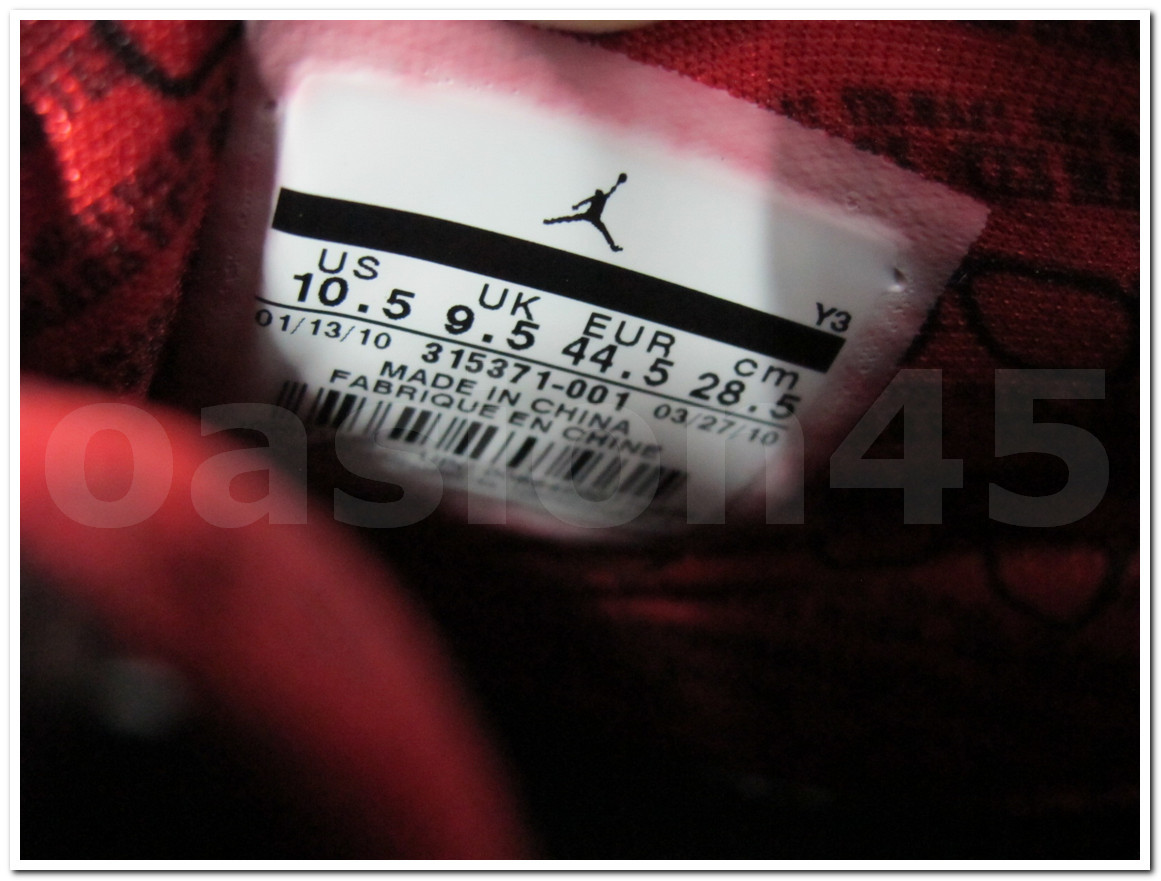 Y3
US UK EUR cm
10.5 9.5 44.5 28.5
01/13/10 315371-001 03/27/10
MADE IN CHINA
FABRIQUE EN CHINE
oasion45